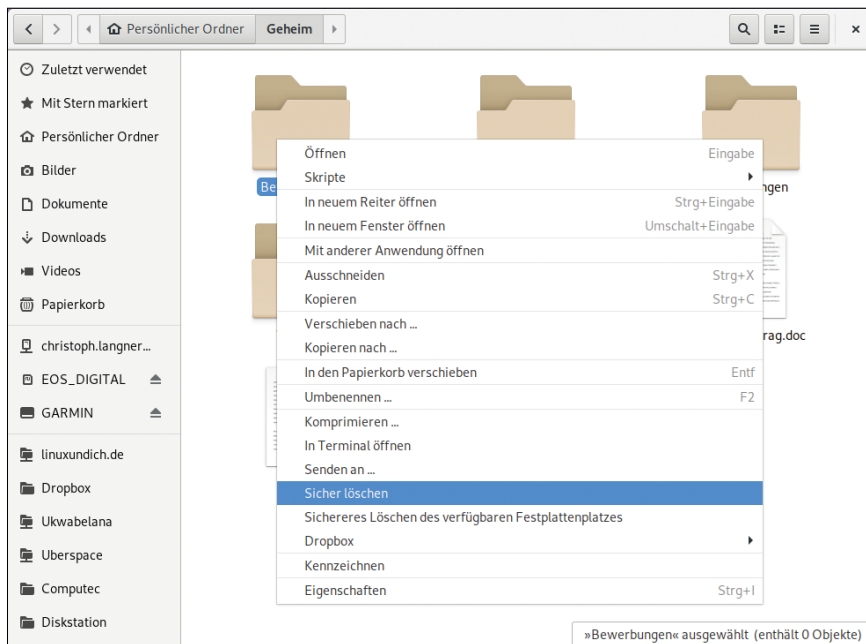 Persönlicher Ordner Geheim
Zuletzt verwendet
Mit Stern markiert
Persönlicher Ordner
Bilder
Dokumente
Downloads
Videos
Papierkorb
christoph.langner...
EOS_DIGITAL
GARMIN
linuxundich.de
Dropbox
Ukwabelana
Uberspace
Computec
Diskstation
Be
ngen
rag.doc
Öffnen Eingabe
Skripte
In neuem Reiter öffnen Strg+Eingabe
In neuem Fenster öffnen Umschalt+Eingabe
Mit anderer Anwendung öffnen
Ausschneiden Strg+X
Kopieren Strg+C
Verschieben nach ...
Kopieren nach ...
In den Papierkorb verschieben Entf
Umbenennen ... F2
Komprimieren ...
In Terminal öffnen
Senden an ...
Sicher löschen
Sichereres Löschen des verfügbaren Festplattenplatzes
Dropbox
Kennzeichnen
Eigenschaften Strg+I
»Bewerbungen« ausgewählt (enthält 0 Objekte)